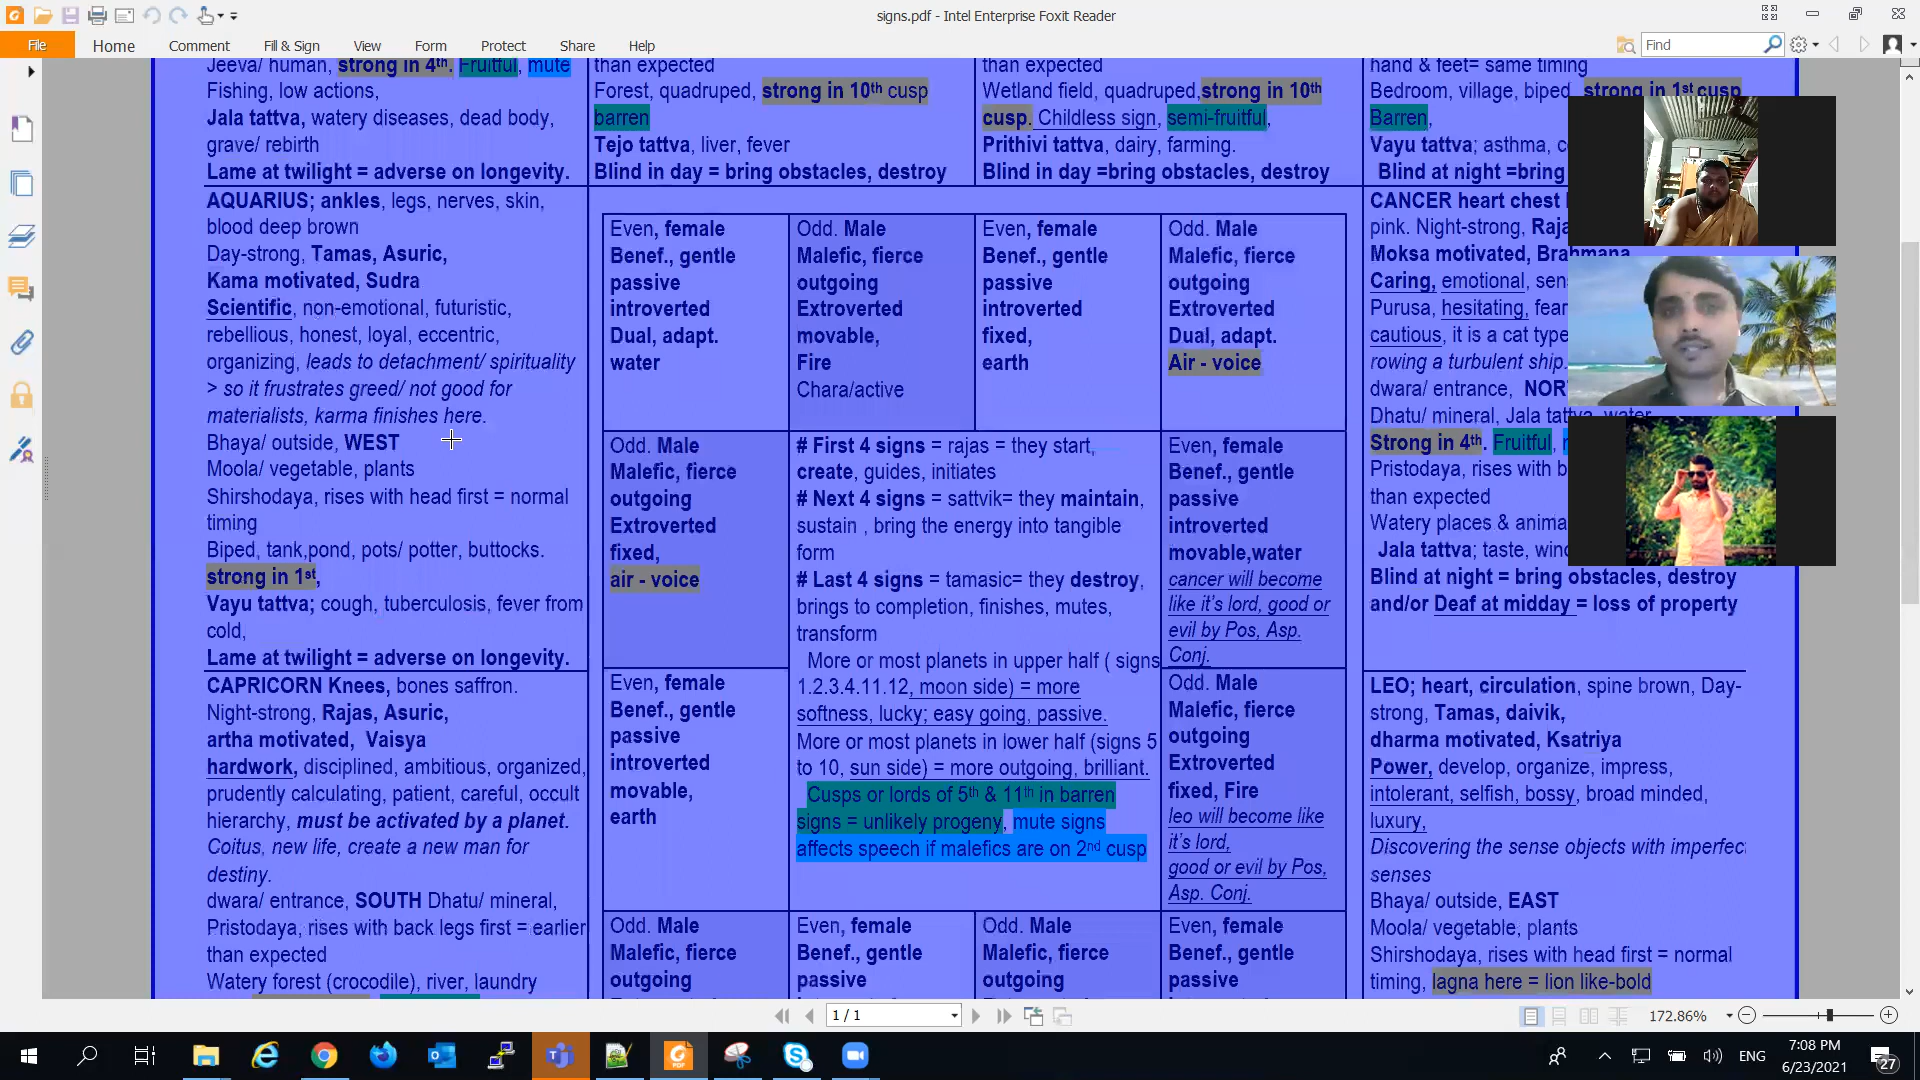 signs.pdf - Intel Enterprise Foxit Reader
File Home Comment Fill & Sign View Form Protect Share Help
Find
Jeeva/ human, strong in 4th. Fruitful, mute
Fishing, low actions,
Jala tattva, watery diseases, dead body,
grave/ rebirth
Lame at twilight = adverse on longevity.
than expected
Forest, quadruped, strong in 10th cusp
barren
Tejo tattva, liver, fever
Blind in day = bring obstacles, destroy
than expected
Wetland field, quadruped,strong in 10th
cusp. Childless sign, semi-fruitful,
Prithivi tattva, dairy, farming.
Blind in day =bring obstacles, destroy
hand & feet= same timing
Bedroom, village, biped, strong in 1st cusp
Barren,
Vayu tattva; asthma, c
Blind at night =bring
AQUARIUS; ankles, legs, nerves, skin,
blood deep brown
Day-strong, Tamas, Asuric,
Kama motivated, Sudra
Scientific, non-emotional, futuristic,
rebellious, honest, loyal, eccentric,
organizing, leads to detachment/ spirituality
> so it frustrates greed/ not good for
materialists, karma finishes here.
Bhaya/ outside, WEST
Moola/ vegetable, plants
Shirshodaya, rises with head first = normal
timing
Biped, tank,pond, pots/ potter, buttocks.
strong in 1st,
Vayu tattva; cough, tuberculosis, fever from
cold,
Lame at twilight = adverse on longevity.
CAPRICORN Knees, bones saffron.
Night-strong, Rajas, Asuric,
artha motivated, Vaisya
hardwork, disciplined, ambitious, organized,
prudently calculating, patient, careful, occult
hierarchy, must be activated by a planet.
Coitus, new life, create a new man for
destiny.
dwara/ entrance, SOUTH Dhatu/ mineral,
Pristodaya, rises with back legs first = earlier
than expected
Watery forest (crocodile), river, laundry
Even, female
Benef., gentle
passive
introverted
Dual, adapt.
water
Odd. Male
Malefic, fierce
outgoing
Extroverted
movable,
Fire
Chara/active
Even, female
Benef., gentle
passive
introverted
fixed,
earth
Odd. Male
Malefic, fierce
outgoing
Extroverted
Dual, adapt.
Air - voice
Odd. Male
Malefic, fierce
outgoing
Extroverted
fixed,
air - voice
# First 4 signs = rajas = they start,
create, guides, initiates
# Next 4 signs = sattvik= they maintain,
sustain , bring the energy into tangible
form
# Last 4 signs = tamasic= they destroy,
brings to completion, finishes, mutes,
transform
More or most planets in upper half ( signs
1.2.3.4.11.12, moon side) = more
softness, lucky; easy going, passive.
More or most planets in lower half (signs 5
to 10, sun side) = more outgoing, brilliant.
Cusps or lords of 5th & 11th in barren
signs = unlikely progeny, mute signs
affects speech if malefics are on 2nd cusp
Even, female
Benef., gentle
passive
introverted
movable,water
cancer will become
like it's lord, good or
evil by Pos, Asp.
Conj.
Even, female
Benef., gentle
passive
introverted
movable,
earth
Odd. Male
Malefic, fierce
outgoing
Extroverted
fixed, Fire
leo will become like
it's lord,
good or evil by Pos,
Asp. Conj.
Odd. Male
Malefic, fierce
outgoing
Even, female
Benef., gentle
passive
Odd. Male
Malefic, fierce
outgoing
Even, female
Benef., gentle
passive
CANCER heart chest
pink. Night-strong, Raja
Moksa motivated, Brahmana
Caring, emotional, sen
Purusa, hesitating, fear
cautious, it is a cat type
rowing a turbulent ship.
dwara/ entrance, NOR
Dhatu/ mineral, Jala tattva, water
Strong in 4th. Fruitful,
Pristodaya, rises with b
than expected
Watery places & anima
Jala tattva; taste, wind
Blind at night = bring obstacles, destroy
and/or Deaf at midday = loss of property
LEO; heart, circulation, spine brown, Day-
strong, Tamas, daivik,
dharma motivated, Ksatriya
Power, develop, organize, impress,
intolerant, selfish, bossy, broad minded,
luxury,
Discovering the sense objects with imperfec
senses
Bhaya/ outside, EAST
Moola/ vegetable, plants
Shirshodaya, rises with head first = normal
timing, lagna here = lion like-bold
1 / 1
172.86%
ENG
7:08 PM
6/23/2021
27